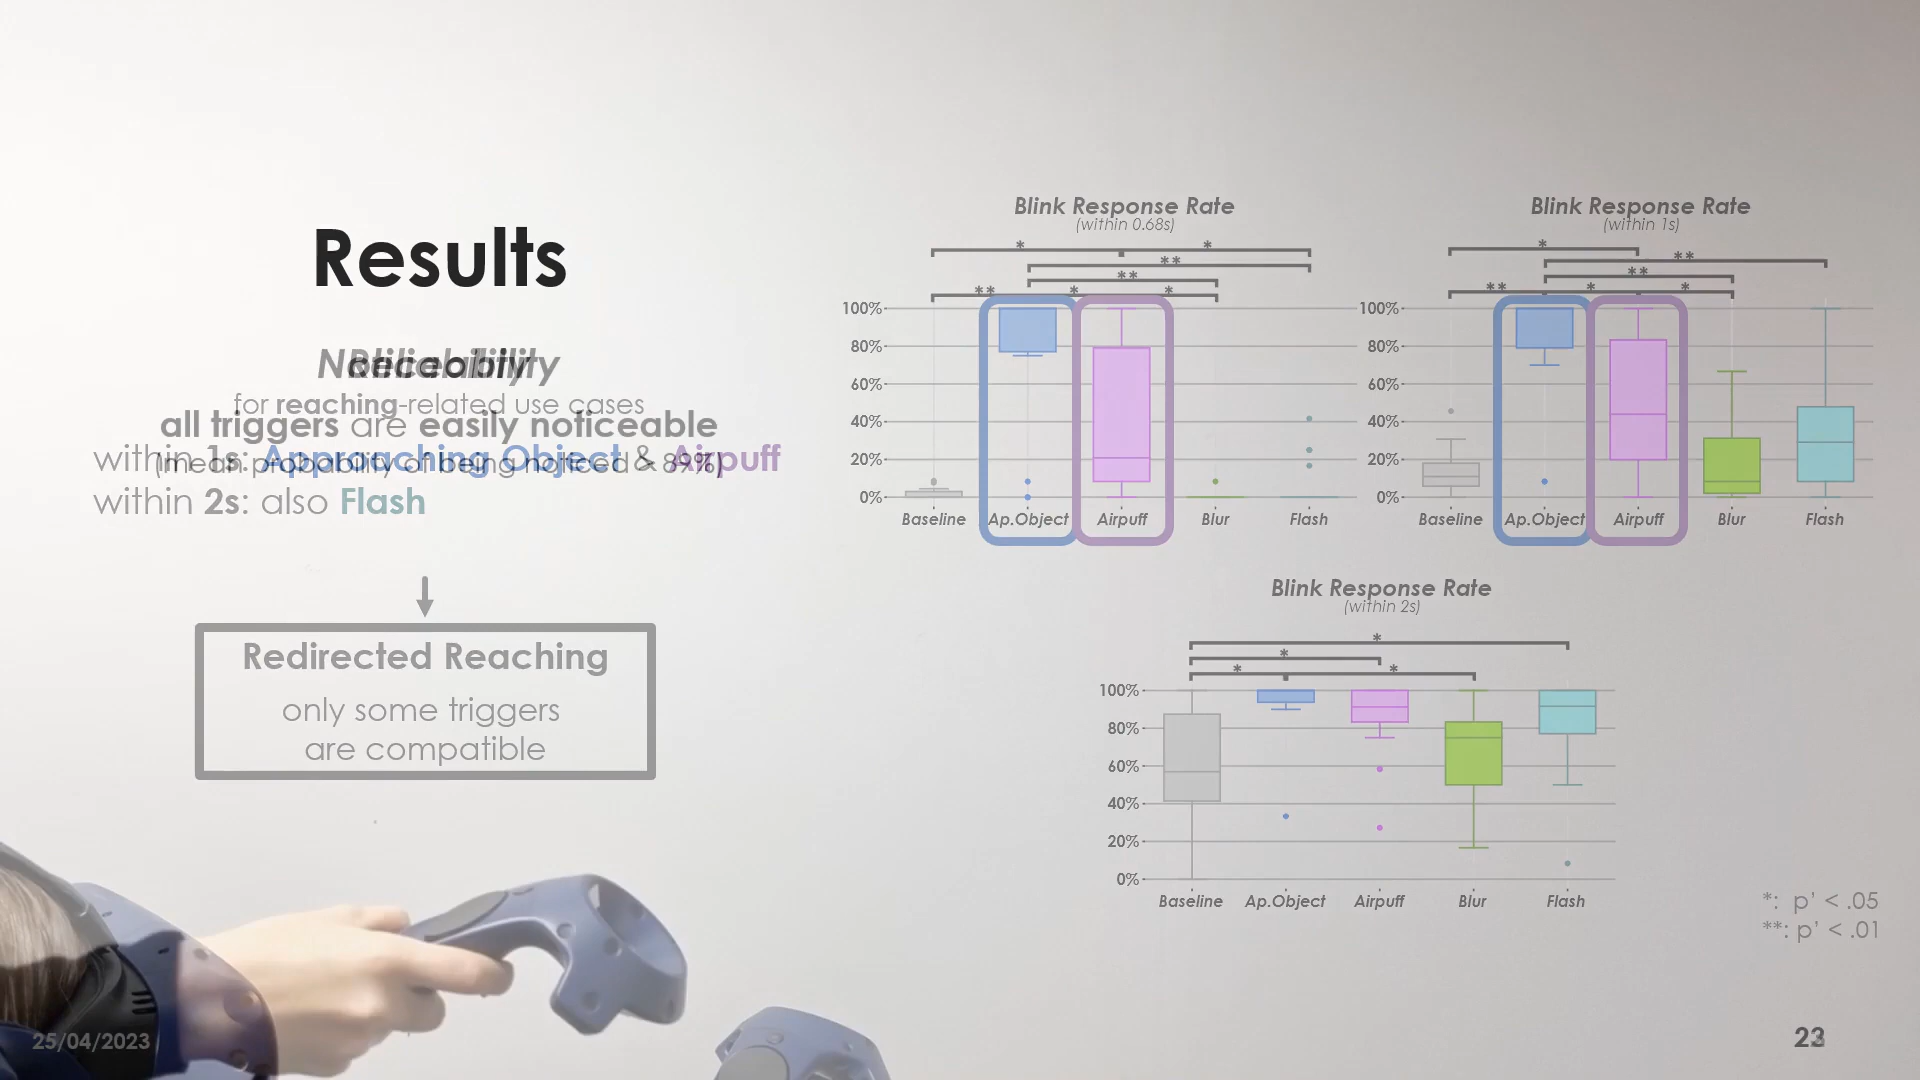 Results
Reliability
Noticeability
for reaching-related use cases
all triggers are easily noticeable
within 1s: Approaching Object & Airpuff
(mean probability of being noticed > 89%)
within 2s: also Flash
Redirected Reaching
only some triggers
are compatible
Blink Response Rate
(within 0.68s)
* *
**
**
** * *
100%
80%
60%
40%
20%
0%
Baseline Ap.Object Airpuff Blur Flash
Blink Response Rate
(within 1s)
*
**
**
** * *
100%
80%
60%
40%
20%
0%
Baseline Ap.Object Airpuff Blur Flash
Blink Response Rate
(within 2s)
*
*
* *
100%
80%
60%
40%
20%
0%
Baseline Ap.Object Airpuff Blur Flash
*: p' < .05
**: p' < .01
25/04/2023